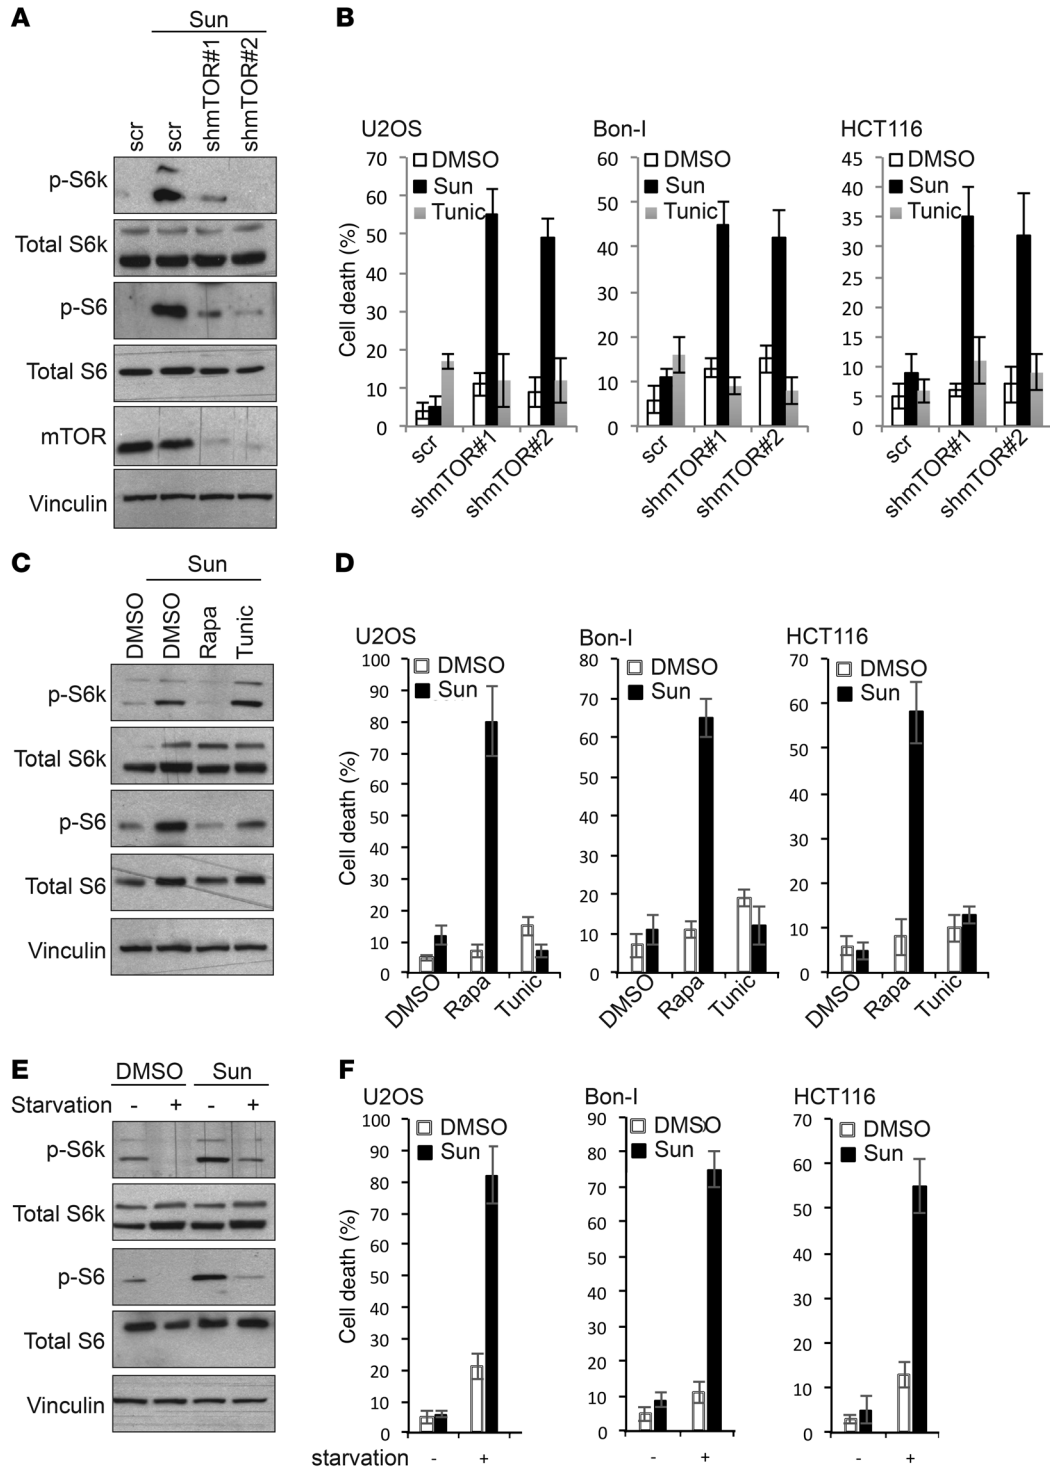 A
Sun
scr
scr
shmTOR#1
shmTOR#2
p-S6k
Total S6k
p-S6
Total S6
mTOR
Vinculin
B
U2OS
Bon-I
HCT116
Cell death (%)
70
60
50
40
30
20
10
0
DMSO
Sun
Tunic
scr
shmTOR#1
shmTOR#2
60
50
40
30
20
10
0
DMSO
Sun
Tunic
scr
shmTOR#1
shmTOR#2
45
40
35
30
25
20
15
10
5
0
DMSO
Sun
Tunic
scr
shmTOR#1
shmTOR#2
C
Sun
DMSO
DMSO
Rapa
Tunic
p-S6k
Total S6k
p-S6
Total S6
Vinculin
D
U2OS
Bon-I
HCT116
Cell death (%)
100
90
80
70
60
50
40
30
20
10
0
DMSO
Sun
DMSO
Rapa
Tunic
80
70
60
50
40
30
20
10
0
DMSO
Sun
DMSO
Rapa
Tunic
70
60
50
40
30
20
10
0
DMSO
Sun
DMSO
Rapa
Tunic
E
DMSO Sun
Starvation - + - +
p-S6k
Total S6k
p-S6
Total S6
Vinculin
F
U2OS
Bon-I
HCT116
Cell death (%)
100
90
80
70
60
50
40
30
20
10
0
DMSO
Sun
90
80
70
60
50
40
30
20
10
0
DMSO
Sun
70
60
50
40
30
20
10
0
DMSO
Sun
starvation - + - + - +